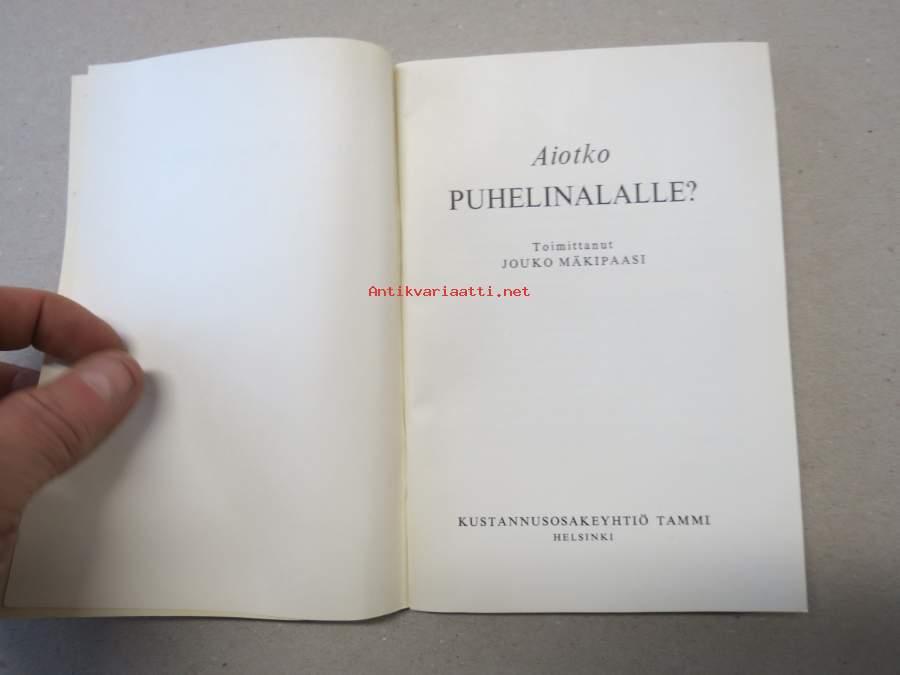 Aiotko
PUHELINALALLE?
Toimittanut
JOUKO MÄKIPAASI
Antikvariaatti.net
KUSTANNUSOSAKEYHTIÖ TAMMI
HELSINKI